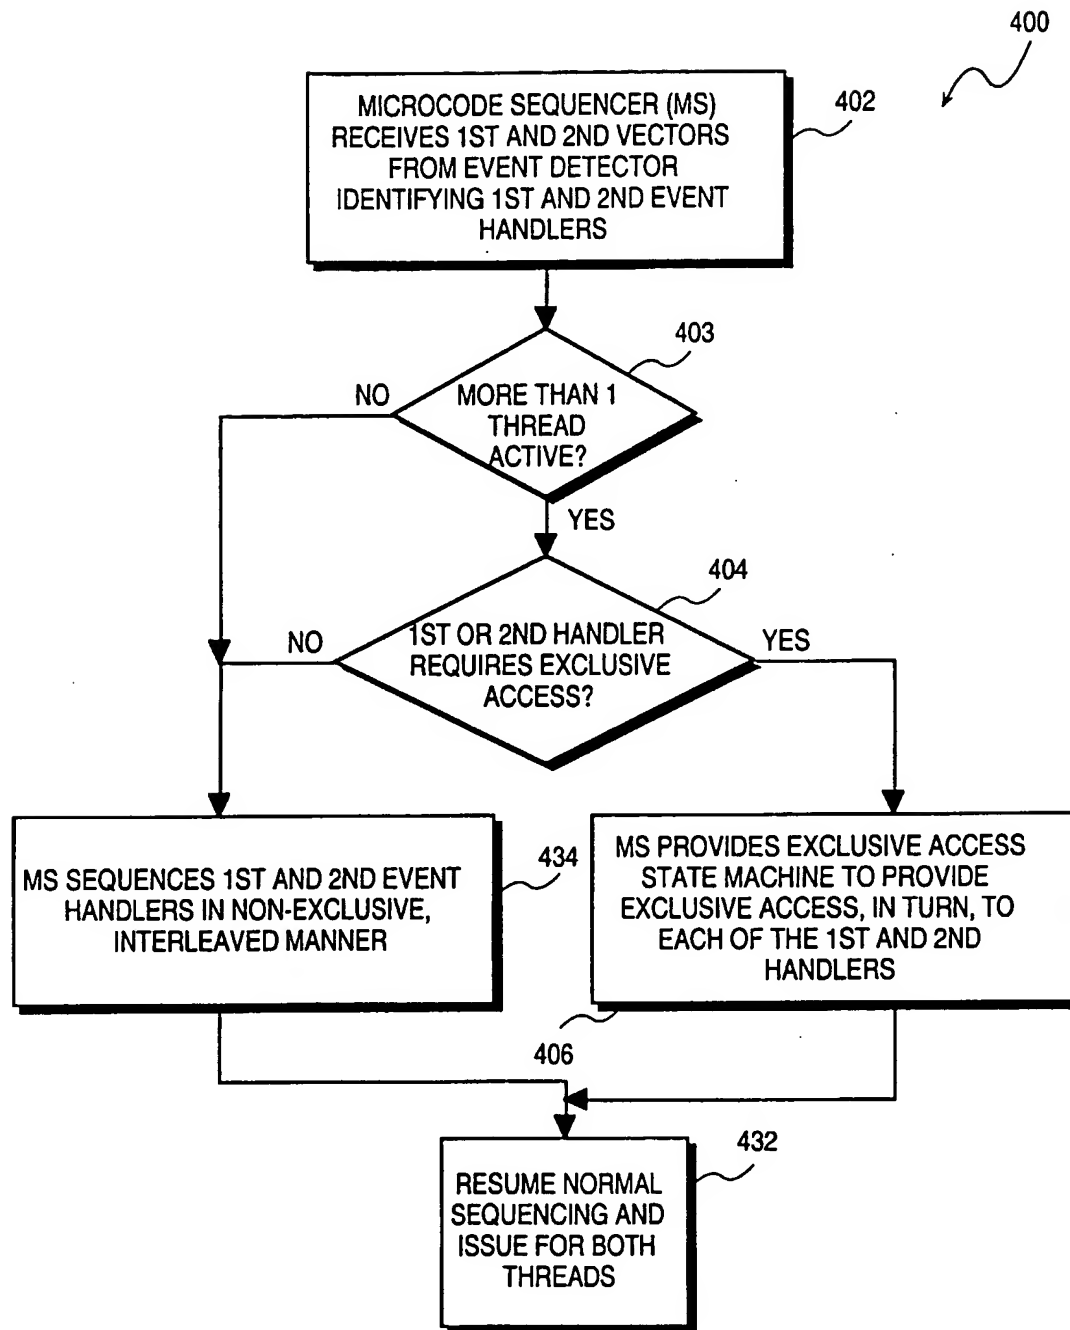 400
MICROCODE SEQUENCER (MS)
RECEIVES 1ST AND 2ND VECTORS
FROM EVENT DETECTOR
IDENTIFYING 1ST AND 2ND EVENT
HANDLERS
402
403
NO
MORE THAN 1
THREAD
ACTIVE?
YES
404
NO
1ST OR 2ND HANDLER
REQUIRES EXCLUSIVE
ACCESS?
YES
MS SEQUENCES 1ST AND 2ND EVENT
HANDLERS IN NON-EXCLUSIVE,
INTERLEAVED MANNER
434
MS PROVIDES EXCLUSIVE ACCESS
STATE MACHINE TO PROVIDE
EXCLUSIVE ACCESS, IN TURN, TO
EACH OF THE 1ST AND 2ND
HANDLERS
406
432
RESUME NORMAL
SEQUENCING AND
ISSUE FOR BOTH
THREADS